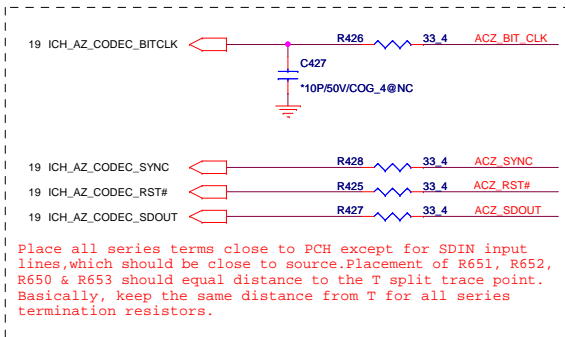 19 ICH_AZ_CODEC_BITCLK R426 33_4 ACZ_BIT_CLK
C427
*10P/50V/COG_4@NC
19 ICH_AZ_CODEC_SYNC R428 33_4 ACZ_SYNC
19 ICH_AZ_CODEC_RST# R425 33_4 ACZ_RST#
19 ICH_AZ_CODEC_SDOUT R427 33_4 ACZ_SDOUT
Place all series terms close to PCH except for SDIN input
lines,which should be close to source.Placement of R651, R652,
R650 & R653 should equal distance to the T split trace point.
Basically, keep the same distance from T for all series
termination resistors.